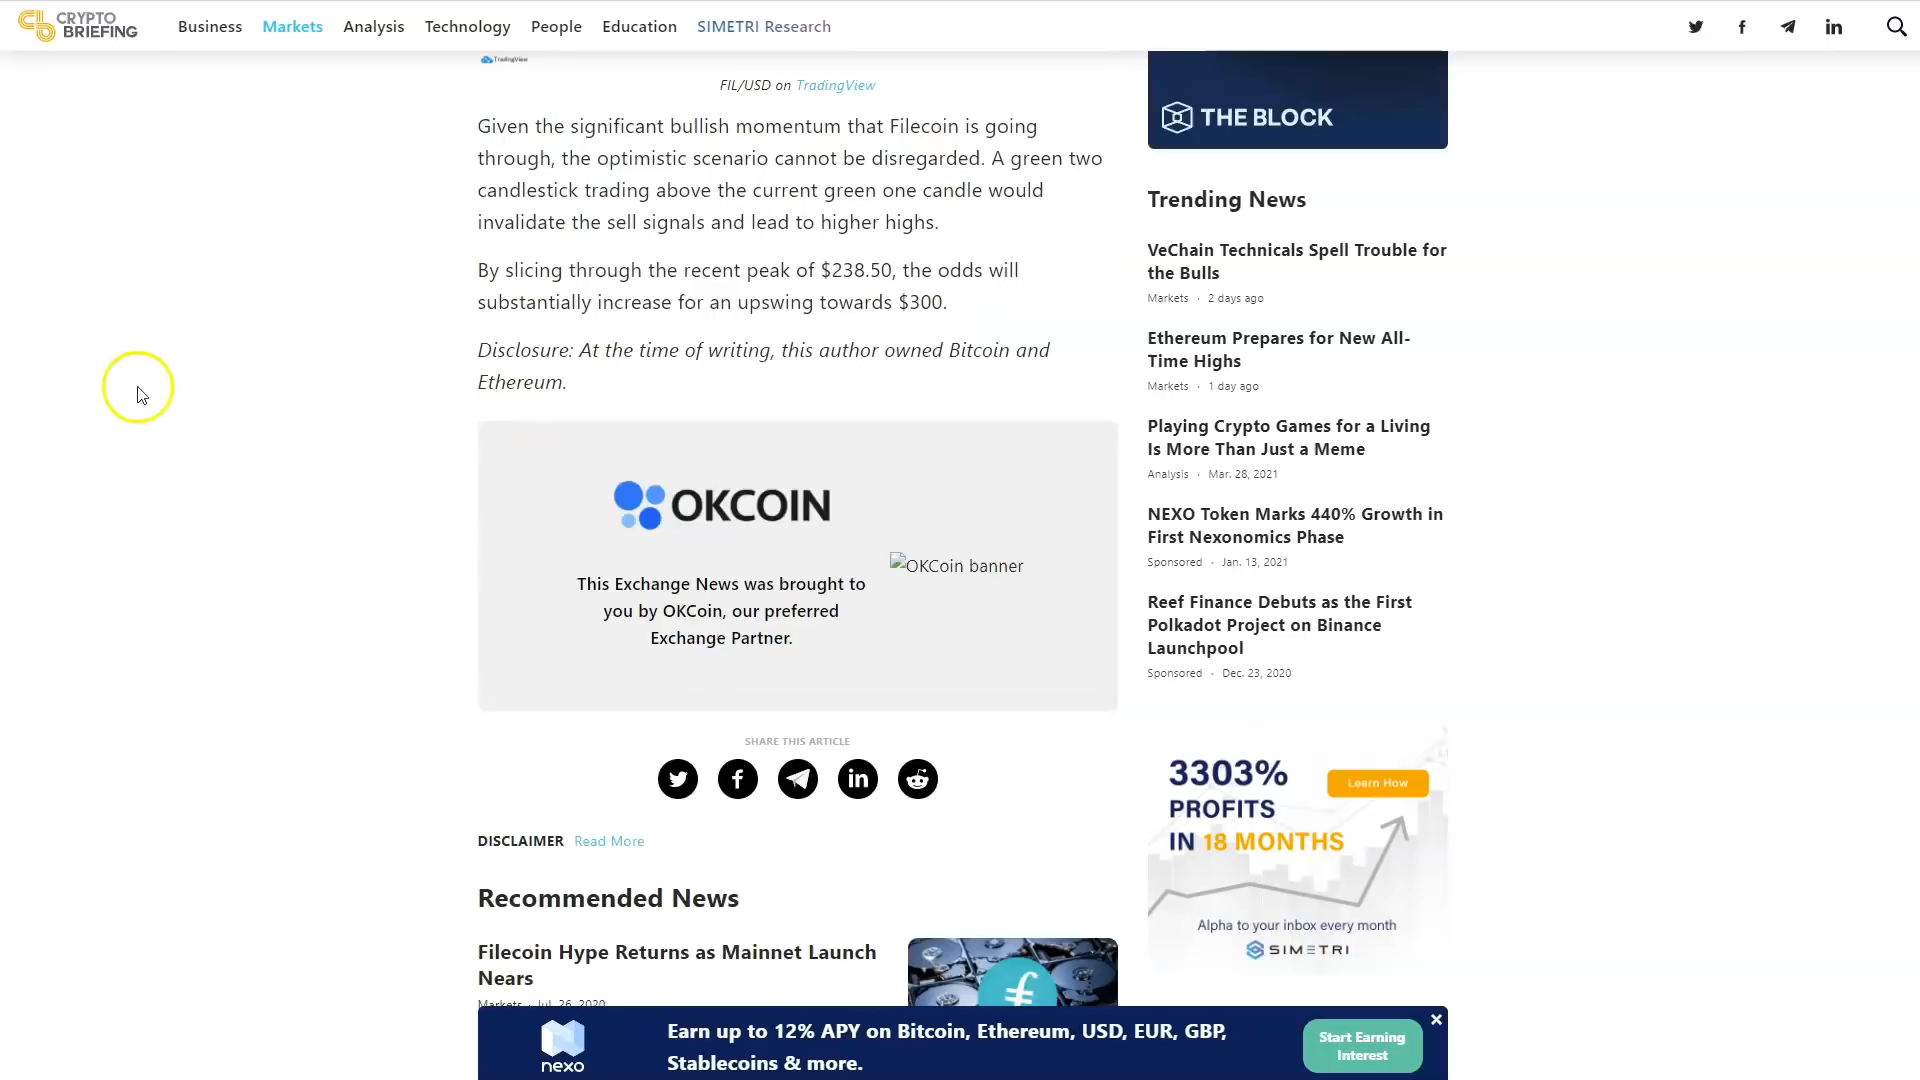 CRYPTO
BRIEFING
Business
Markets
Analysis
Technology
People
Education
SIMETRI Research
TradingView
FIL/USD on TradingView
Given the significant bullish momentum that Filecoin is going
through, the optimistic scenario cannot be disregarded. A green two
candlestick trading above the current green one candle would
invalidate the sell signals and lead to higher highs.
By slicing through the recent peak of $238.50, the odds will
substantially increase for an upswing towards $300.
Disclosure: At the time of writing, this author owned Bitcoin and
Ethereum.
OKCOIN
This Exchange News was brought to
you by OKCoin, our preferred
Exchange Partner.
OKCoin banner
SHARE THIS ARTICLE
DISCLAIMER Read More
Recommended News
Filecoin Hype Returns as Mainnet Launch
Nears
Markets · Jul. 26, 2020
THE BLOCK
Trending News
VeChain Technicals Spell Trouble for
the Bulls
Markets · 2 days ago
Ethereum Prepares for New All-
Time Highs
Markets · 1 day ago
Playing Crypto Games for a Living
Is More Than Just a Meme
Analysis · Mar. 28, 2021
NEXO Token Marks 440% Growth in
First Nexonomics Phase
Sponsored · Jan. 13, 2021
Reef Finance Debuts as the First
Polkadot Project on Binance
Launchpool
Sponsored · Dec. 23, 2020
3303%
PROFITS
IN 18 MONTHS
Learn How
Alpha to your inbox every month
SIMETRI
nexo
Earn up to 12% APY on Bitcoin, Ethereum, USD, EUR, GBP,
Stablecoins & more.
Start Earning
Interest